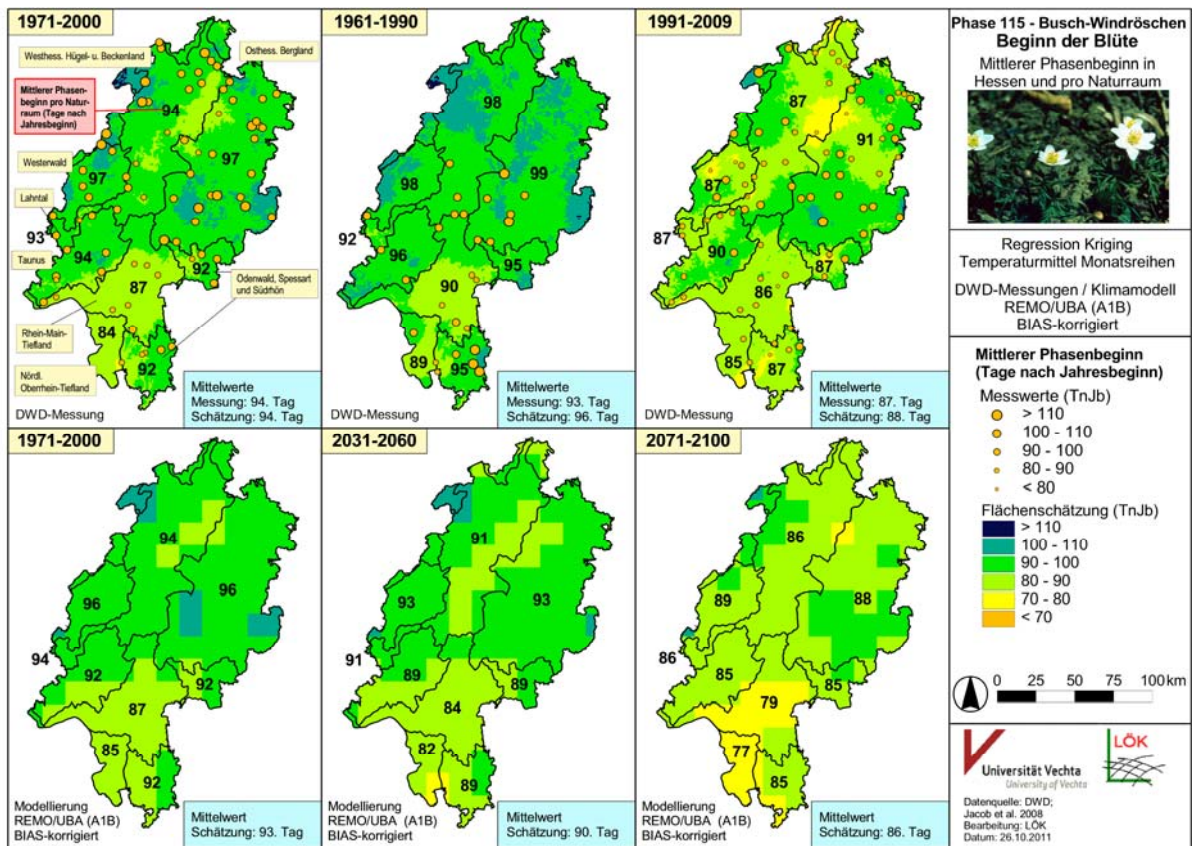 1971-2000
Westhess. Hügel- u. Beckenland
Osthess. Bergland
Mittlerer Phasen-
beginn pro Natur-
raum (Tage nach
Jahresbeginn)
94
97
Westerwald
97
Lahntal
93
Taunus
94
92
87
Odenwald, Spessart
und Südrhön
Rhein-Main-
Tiefland
84
92
Nördl.
Oberrhein-Tiefland
DWD-Messung
Mittelwerte
Messung: 94. Tag
Schätzung: 94. Tag
1961-1990
98
99
98
92
96
95
90
89
95
DWD-Messung
Mittelwerte
Messung: 93. Tag
Schätzung: 96. Tag
1991-2009
87
91
87
87
90
87
86
85
87
DWD-Messung
Mittelwerte
Messung: 87. Tag
Schätzung: 88. Tag
1971-2000
94
96
96
94
92
92
87
85
92
Modellierung
REMO/UBA (A1B)
BIAS-korrigiert
Mittelwert
Schätzung: 93. Tag
2031-2060
91
93
93
91
89
89
84
82
89
Modellierung
REMO/UBA (A1B)
BIAS-korrigiert
Mittelwert
Schätzung: 90. Tag
2071-2100
86
89
88
86
85
85
79
77
85
Modellierung
REMO/UBA (A1B)
BIAS-korrigiert
Mittelwert
Schätzung: 86. Tag
Phase 115 - Busch-Windröschen
Beginn der Blüte
Mittlerer Phasenbeginn in
Hessen und pro Naturraum
Regression Kriging
Temperaturmittel Monatsreihen
DWD-Messungen / Klimamodell
REMO/UBA (A1B)
BIAS-korrigiert
Mittlerer Phasenbeginn
(Tage nach Jahresbeginn)
Messwerte (TnJb)
> 110
100 - 110
90 - 100
80 - 90
< 80
Flächenschätzung (TnJb)
> 110
100 - 110
90 - 100
80 - 90
70 - 80
< 70
0 25 50 75 100 km
Universität Vechta
University of Vechta
LÖK
Datenquelle: DWD;
Jacob et al. 2008
Bearbeitung: LÖK
Datum: 26.10.2011